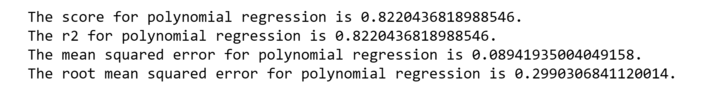 The score for polynomial regression is 0.8220436818988546.
The r2 for polynomial regression is 0.8220436818988546.
The mean squared error for polynomial regression is 0.08941935004049158.
The root mean squared error for polynomial regression is 0.2990306841120014.